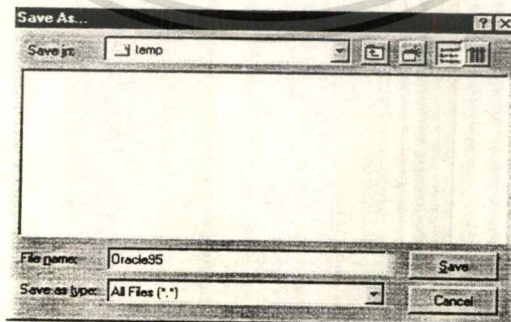 Save As...
Save in: temp
File name: Oracle95
Save
Save as type: All Files (*.*)
Cancel